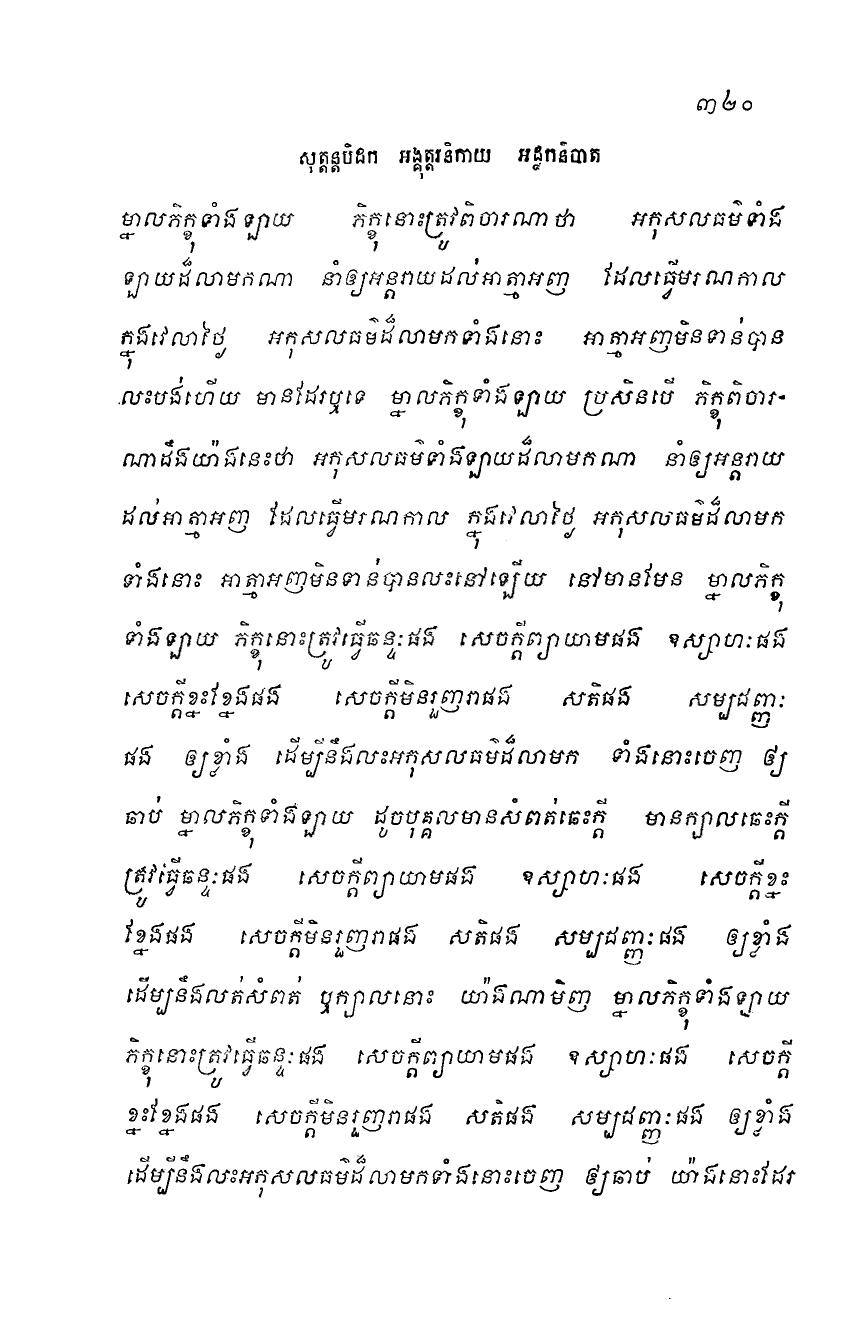 ៣២០
សុត្តន្តបិដក អង្គុត្តរនិកាយ អដ្ឋកនិបាត
ម្នាលភិក្ខុទាំងឡាយ ភិក្ខុនោះត្រូវពិចារណាថា អកុសលធម៌ទាំង
ឡាយដ៏លាមកណា នាំឲ្យអន្តរាយដល់អាត្មាអញ ដែលធ្វើមរណកាល
ក្នុងវេលាថ្ងៃ អកុសលធម៌ដ៏លាមកទាំងនោះ អាត្មាអញមិនទាន់បាន
លះបង់ហើយ មានដែរឬទេ ម្នាលភិក្ខុទាំងឡាយ ប្រសិនបើ ភិក្ខុពិចារ-
ណាដឹងយ៉ាងនេះថា អកុសលធម៌ទាំងឡាយដ៏លាមកណា នាំឲ្យអន្តរាយ
ដល់អាត្មាអញ ដែលធ្វើមរណកាល ក្នុងវេលាថ្ងៃ អកុសលធម៌ដ៏លាមក
ទាំងនោះ អាត្មាអញមិនទាន់បានលះនៅឡើយ នៅមានមែន ម្នាលភិក្ខុ
ទាំងឡាយ ភិក្ខុនោះត្រូវធ្វើឆន្ទៈផង សេចក្តីព្យាយាមផង ឧស្សាហៈផង
សេចក្តីខ្នះខ្នែងផង សេចក្តីមិនរួញរាផង សតិផង សម្បជញ្ញៈ
ផង ឲ្យខ្លាំង ដើម្បីនឹងលះអកុសលធម៌ដ៏លាមក ទាំងនោះចេញ ឲ្យ
ឆាប់ ម្នាលភិក្ខុទាំងឡាយ ដូចបុគ្គលមានសំពត់ឆេះក្តី មានក្បាលឆេះក្តី
ត្រូវធ្វើឆន្ទៈផង សេចក្តីព្យាយាមផង ឧស្សាហៈផង សេចក្តីខ្នះ
ខ្នែងផង សេចក្តីមិនរួញរាផង សតិផង សម្បជញ្ញៈផង ឲ្យខ្លាំង
ដើម្បនឹងលត់សំពត់ ឬក្បាលនោះ យ៉ាងណាមិញ ម្នាលភិក្ខុទាំងឡាយ
ភិក្ខុនោះត្រូវធ្វើឆន្ទៈផង សេចក្តីព្យាយាមផង ឧស្សាហៈផង សេចក្តី
ខ្នះខ្នែងផង សេចក្តីមិនរួញរាផង សតិផង សម្បជញ្ញៈផង ឲ្យខ្លាំង
ដើម្បីនឹងលះអកុសលធម៌ដ៏លាមកទាំងនោះចេញ ឲ្យឆាប់ យ៉ាងនោះដែរ